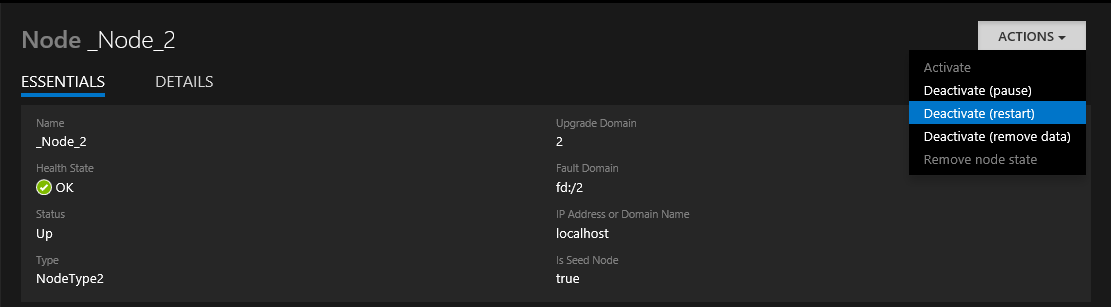 Node _Node_2
ACTIONS
ESSENTIALS
DETAILS
Activate
Deactivate (pause)
Deactivate (restart)
Deactivate (remove data)
Remove node state
Name
_Node_2
Upgrade Domain
2
Health State
OK
Fault Domain
fd:/2
Status
Up
IP Address or Domain Name
localhost
Type
NodeType2
Is Seed Node
true